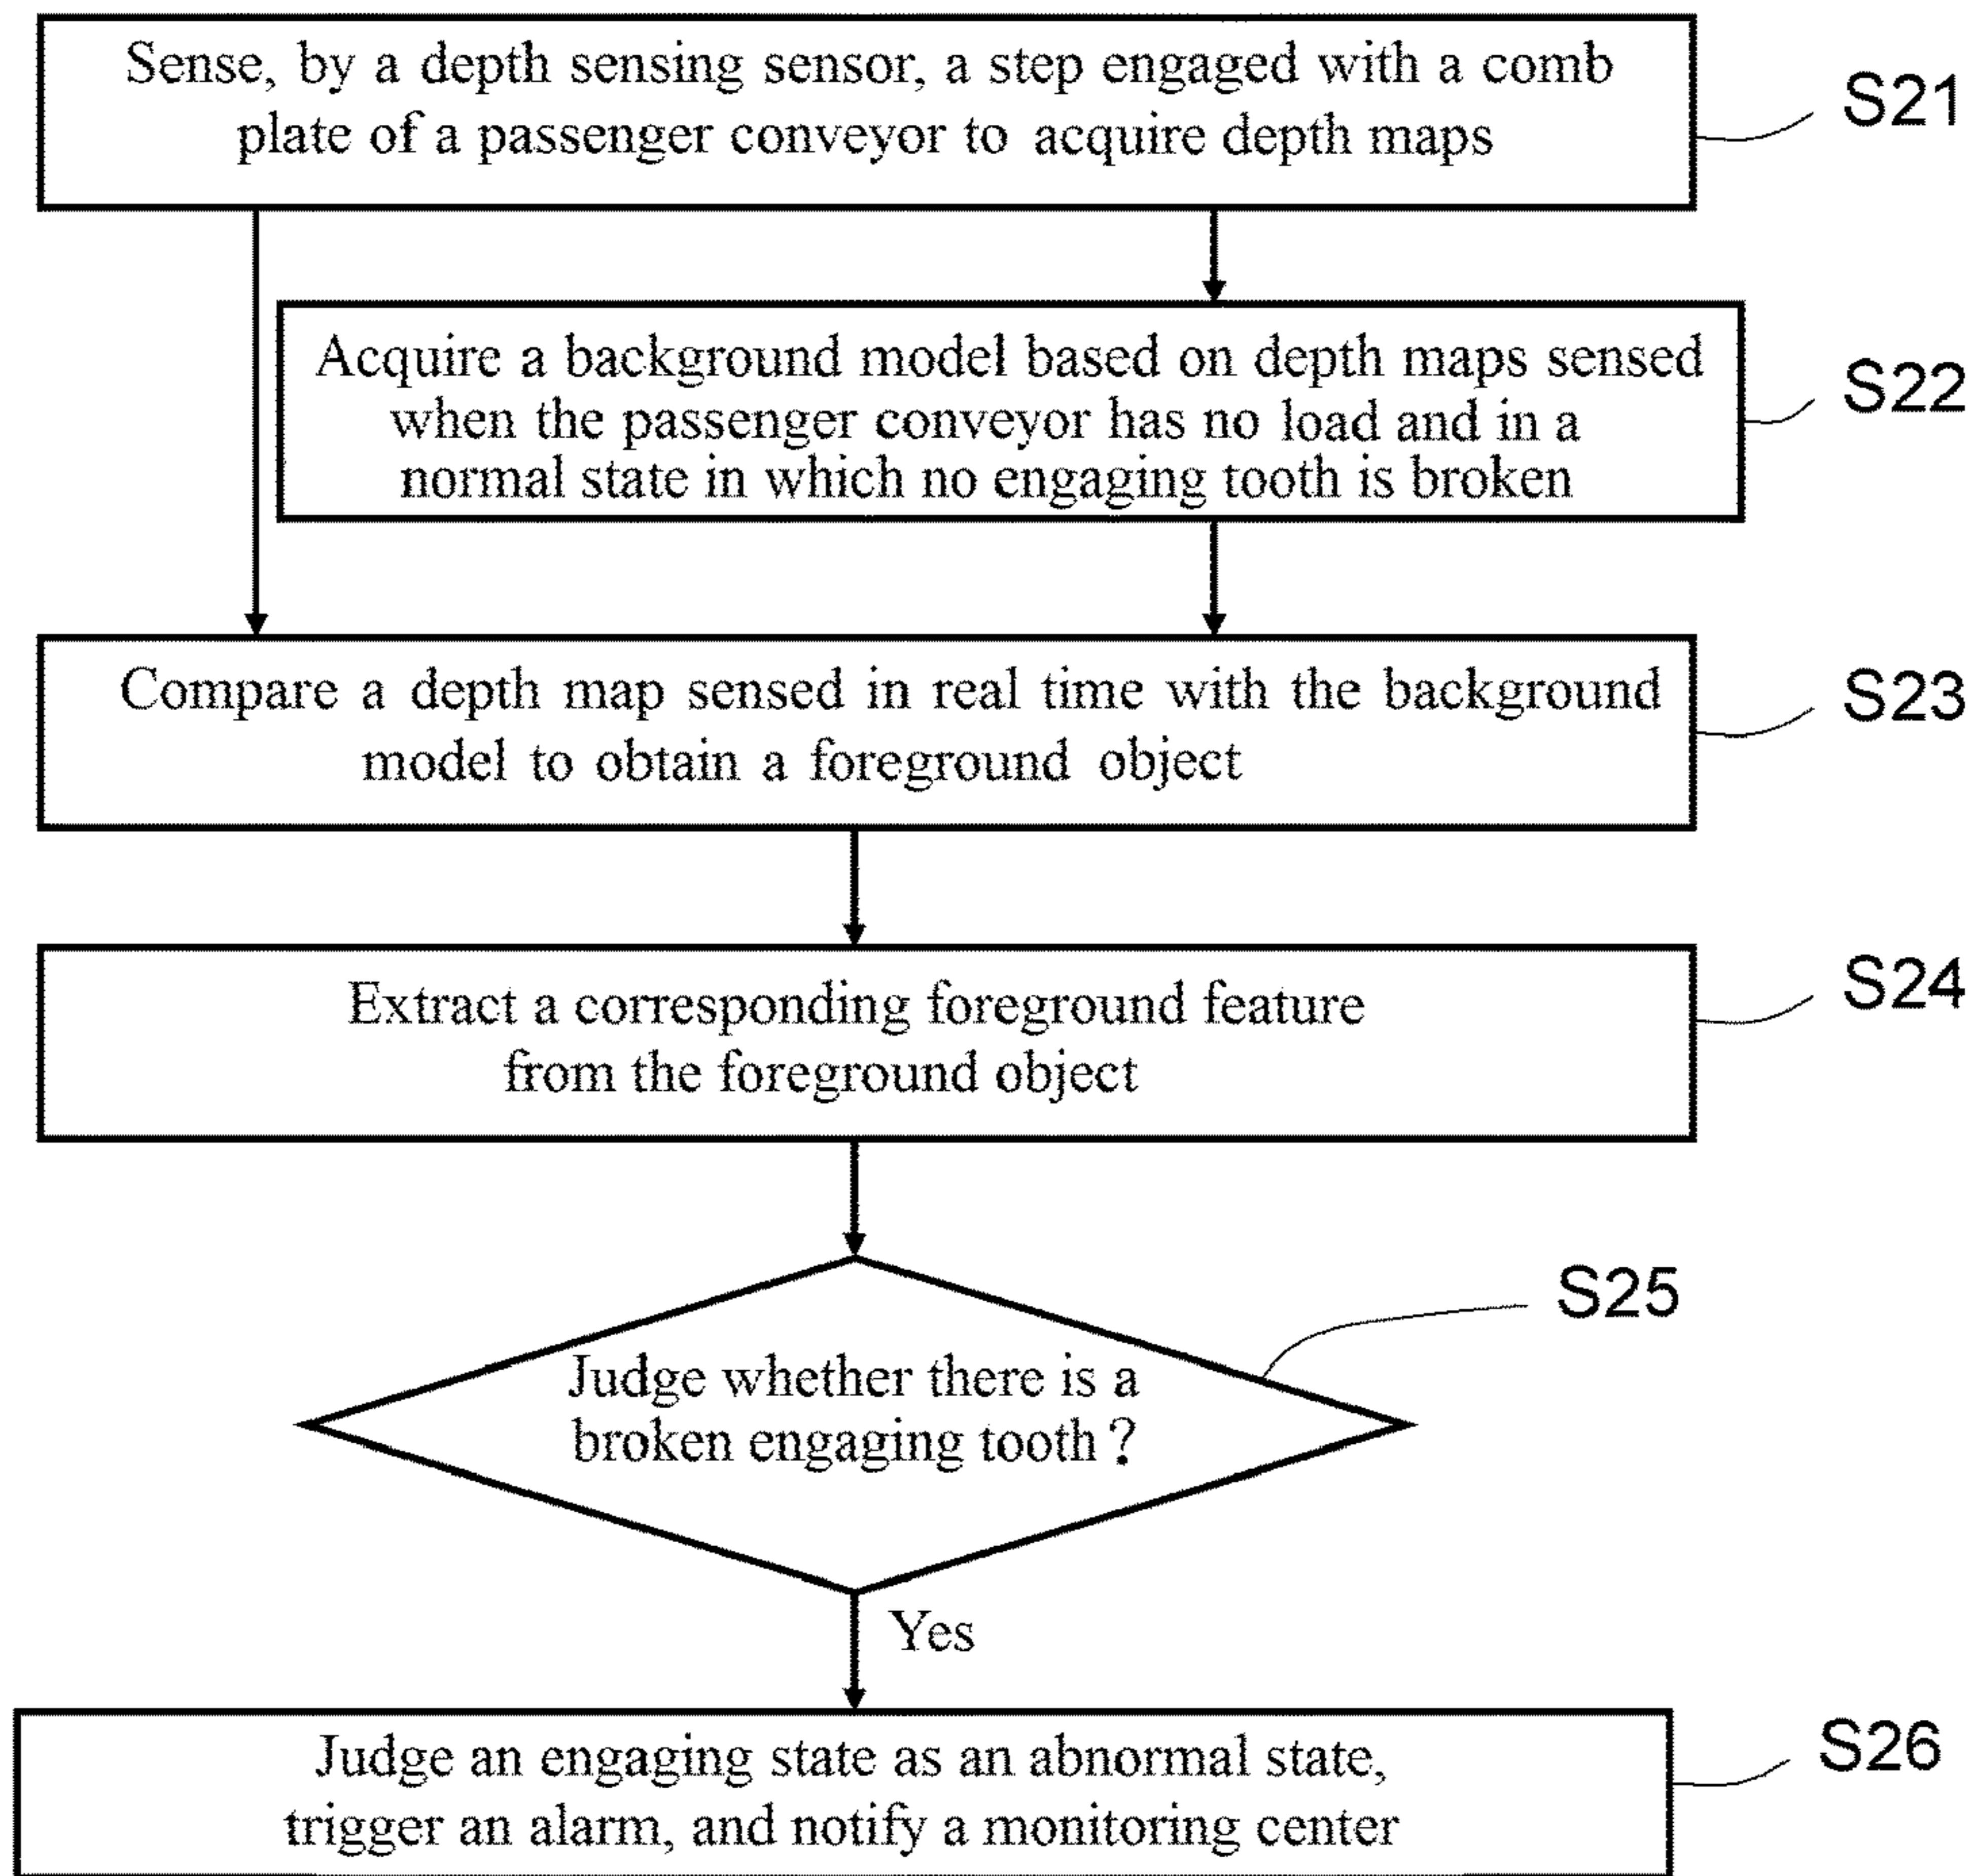 Sense, by a depth sensing sensor, a step engaged with a comb
plate of a passenger conveyor to acquire depth maps
S21
Acquire a background model based on depth maps sensed
when the passenger conveyor has no load and in a
normal state in which no engaging tooth is broken
S22
Compare a depth map sensed in real time with the background
model to obtain a foreground object
S23
Extract a corresponding foreground feature
from the foreground object
S24
Judge whether there is a
broken engaging tooth?
S25
Yes
Judge an engaging state as an abnormal state,
trigger an alarm, and notify a monitoring center
S26